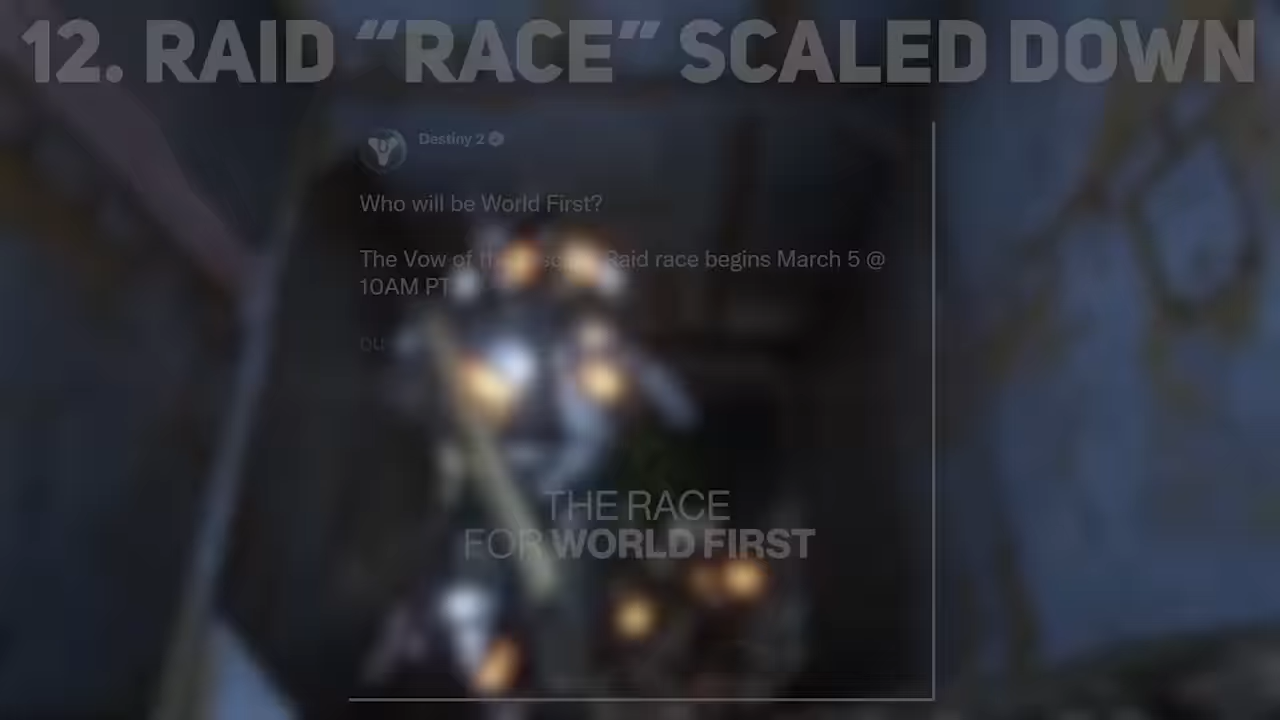 12. RAID “RACE” SCALED DOWN
Destiny 2
Who will be World First?
The Vow of Raid race begins March 5 @
10AM PT
THE RACE
FOR WORLD FIRST